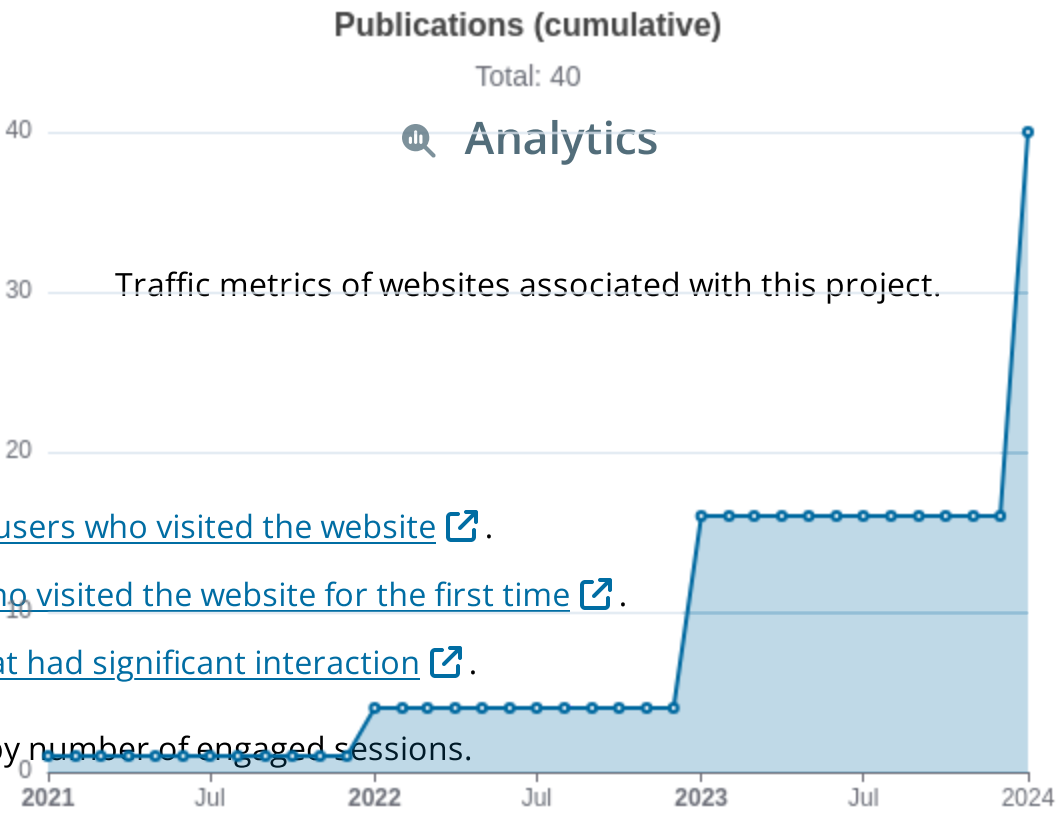 Publications (cumulative)
Total: 40
40
Analytics
30
Traffic metrics of websites associated with this project.
20
users who visited the website .
10
visited the website for the first time .
had significant interaction .
by number of engaged sessions.
0
2021 Jul 2022 Jul 2023 Jul 2024